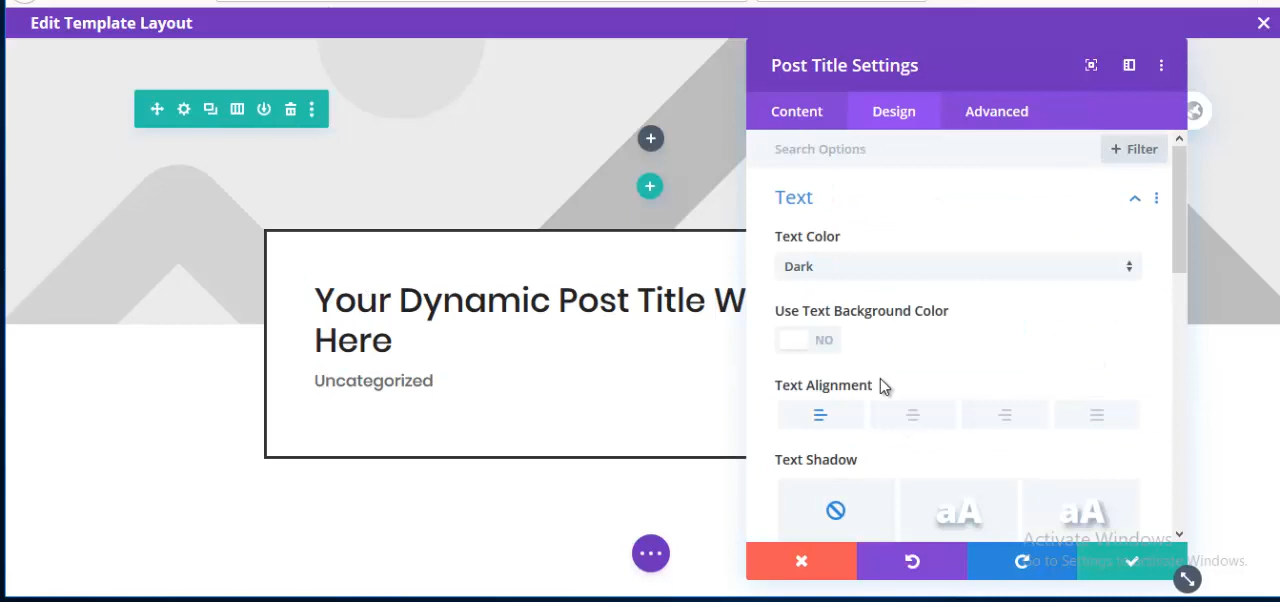 Edit Template Layout
Post Title Settings
Content
Design
Advanced
Search Options
+ Filter
Text
Text Color
Dark
Use Text Background Color
NO
Text Alignment
Text Shadow
aA
aA
Your Dynamic Post Title W
Here
Uncategorized
Activate Windows
Go to Settings to activate Windows.